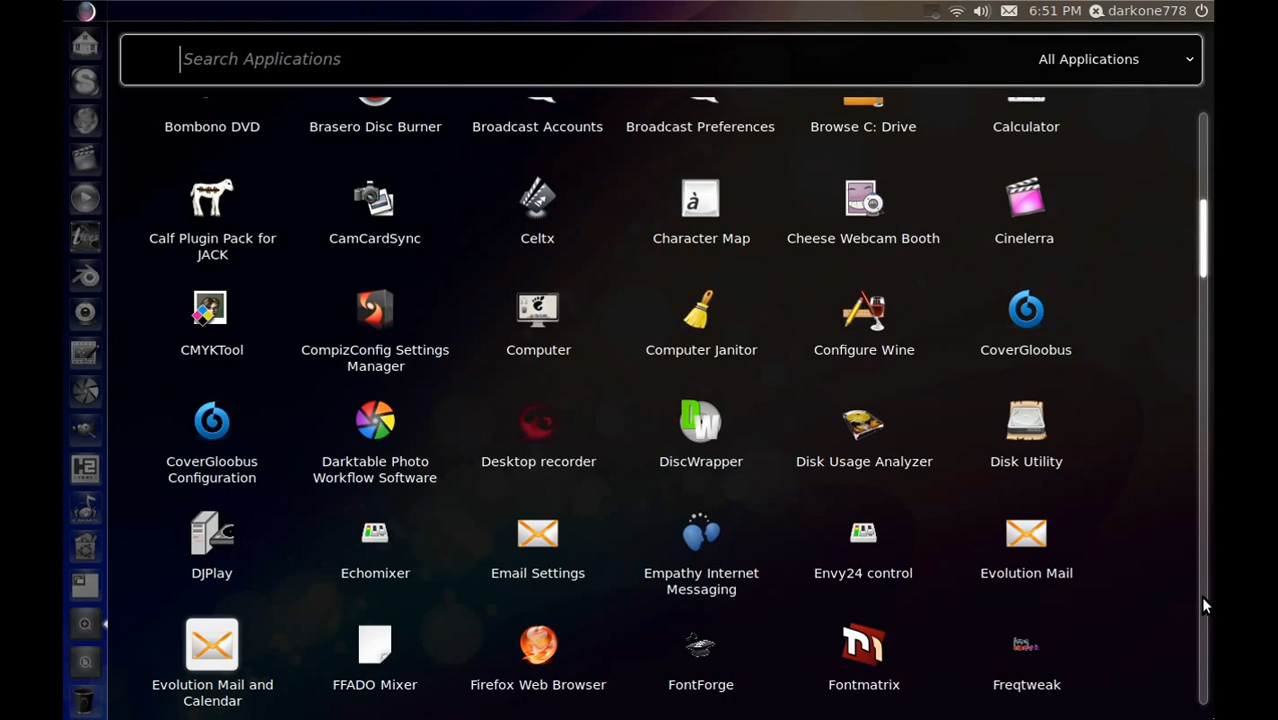 6:51 PM darkone778
Search Applications
All Applications
Bombono DVD
Brasero Disc Burner
Broadcast Accounts
Broadcast Preferences
Browse C: Drive
Calculator
Calf Plugin Pack for
JACK
CamCardSync
Celtx
à
Character Map
Cheese Webcam Booth
Cinelerra
CMYKTool
CompizConfig Settings
Manager
Computer
Computer Janitor
Configure Wine
CoverGloobus
CoverGloobus
Configuration
Darktable Photo
Workflow Software
Desktop recorder
DW
DiscWrapper
Disk Usage Analyzer
Disk Utility
DJPlay
Echomixer
Email Settings
Empathy Internet
Messaging
Envy24 control
Evolution Mail
Evolution Mail and
Calendar
FFADO Mixer
Firefox Web Browser
FontForge
Fontmatrix
Freqtweak